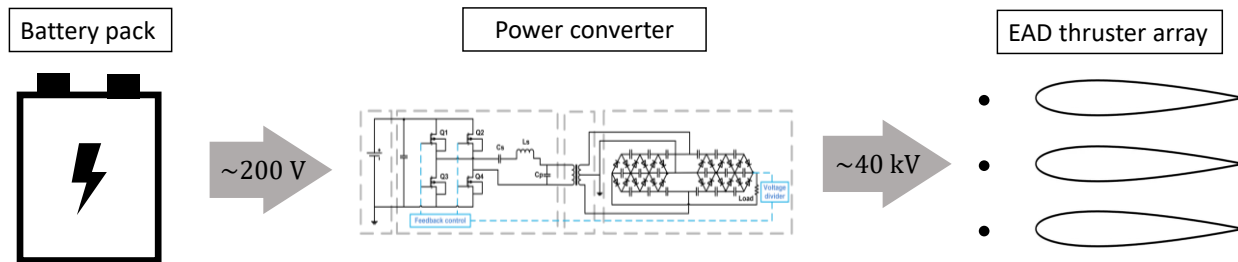 Battery pack
Power converter
EAD thruster array
~200 V
~40 kV
Q1
Q2
Cs
Ls
Q3
Q4
Cp
Feedback control
Load
Voltage
divider